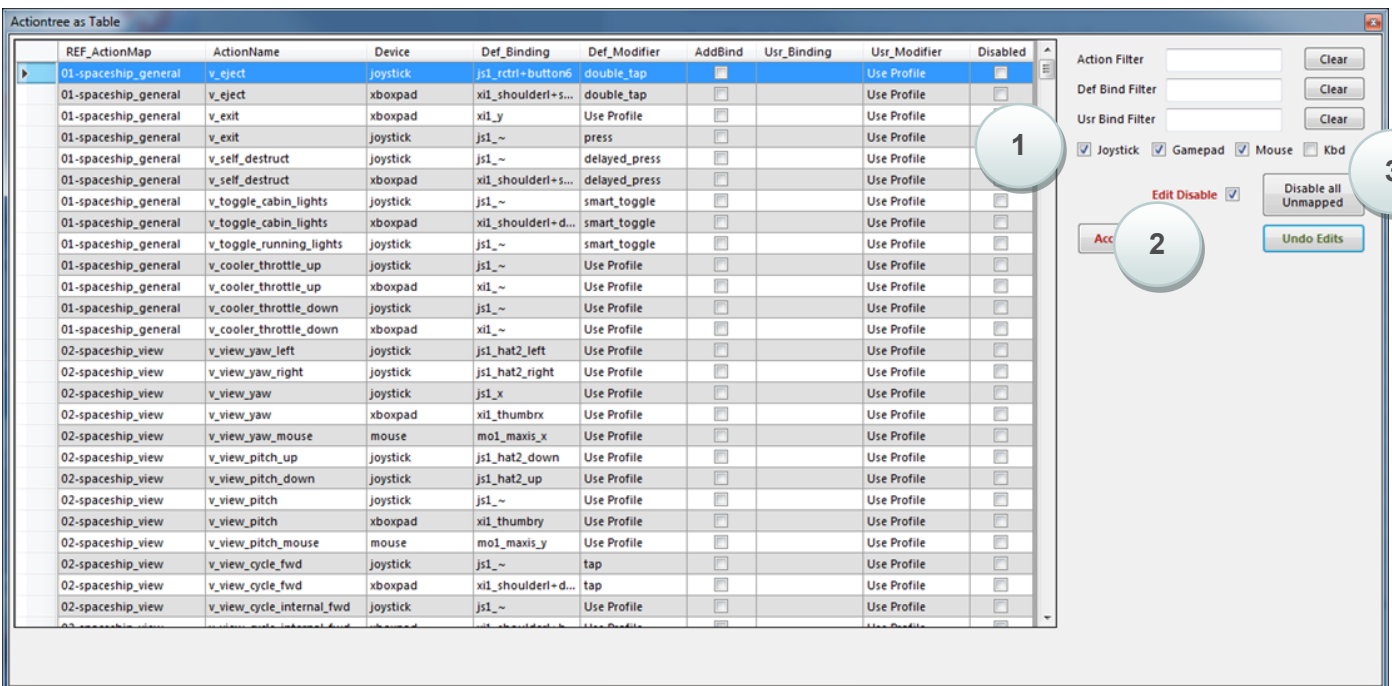 Actiontree as Table
REF_ActionMap ActionName Device Def_Binding Def_Modifier AddBind Usr_Binding Usr_Modifier Disabled
01-spaceship_general v_eject joystick js1_rctrl+button6 double_tap Use Profile
01-spaceship_general v_eject xboxpad xi1_shoulderl+s... double_tap Use Profile
01-spaceship_general v_exit xboxpad xi1_y Use Profile Use Profile
01-spaceship_general v_exit joystick js1_~ press Use Profile
01-spaceship_general v_self_destruct joystick js1_~ delayed_press Use Profile
01-spaceship_general v_self_destruct xboxpad xi1_shoulderl+s... delayed_press Use Profile
01-spaceship_general v_toggle_cabin_lights joystick js1_~ smart_toggle Use Profile
01-spaceship_general v_toggle_cabin_lights xboxpad xi1_shoulderl+d... smart_toggle Use Profile
01-spaceship_general v_toggle_running_lights joystick js1_~ smart_toggle Use Profile
01-spaceship_general v_cooler_throttle_up joystick js1_~ Use Profile Use Profile
01-spaceship_general v_cooler_throttle_up xboxpad xi1_~ Use Profile Use Profile
01-spaceship_general v_cooler_throttle_down joystick js1_~ Use Profile Use Profile
01-spaceship_general v_cooler_throttle_down xboxpad xi1_~ Use Profile Use Profile
02-spaceship_view v_view_yaw_left joystick js1_hat2_left Use Profile Use Profile
02-spaceship_view v_view_yaw_right joystick js1_hat2_right Use Profile Use Profile
02-spaceship_view v_view_yaw joystick js1_x Use Profile Use Profile
02-spaceship_view v_view_yaw xboxpad xi1_thumbrx Use Profile Use Profile
02-spaceship_view v_view_yaw_mouse mouse mo1_maxis_x Use Profile Use Profile
02-spaceship_view v_view_pitch_up joystick js1_hat2_down Use Profile Use Profile
02-spaceship_view v_view_pitch_down joystick js1_hat2_up Use Profile Use Profile
02-spaceship_view v_view_pitch joystick js1_~ Use Profile Use Profile
02-spaceship_view v_view_pitch xboxpad xi1_thumbry Use Profile Use Profile
02-spaceship_view v_view_pitch_mouse mouse mo1_maxis_y Use Profile Use Profile
02-spaceship_view v_view_cycle_fwd joystick js1_~ tap Use Profile
02-spaceship_view v_view_cycle_fwd xboxpad xi1_shoulderl+d... tap Use Profile
02-spaceship_view v_view_cycle_internal_fwd joystick js1_~ Use Profile Use Profile
Action Filter Clear
Def Bind Filter Clear
Usr Bind Filter Clear
1
Joystick Gamepad Mouse Kbd
3
Edit Disable
Disable all
Unmapped
Acc
2
Undo Edits